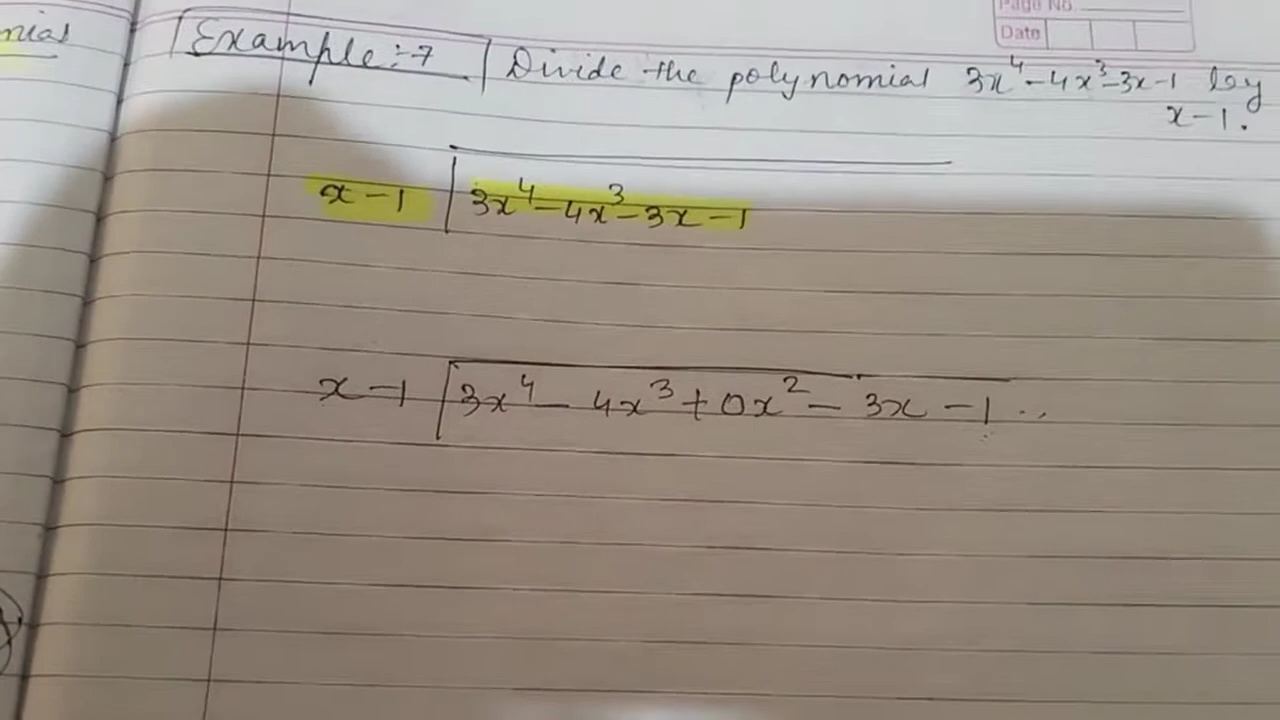 nial
Page No.
Date
Example:-7 Divide the polynomial 3x⁴-4x³-3x-1 by
x-1.
x-1 3x⁴-4x³-3x-1
x-1 3x⁴-4x³+0x²-3x-1..